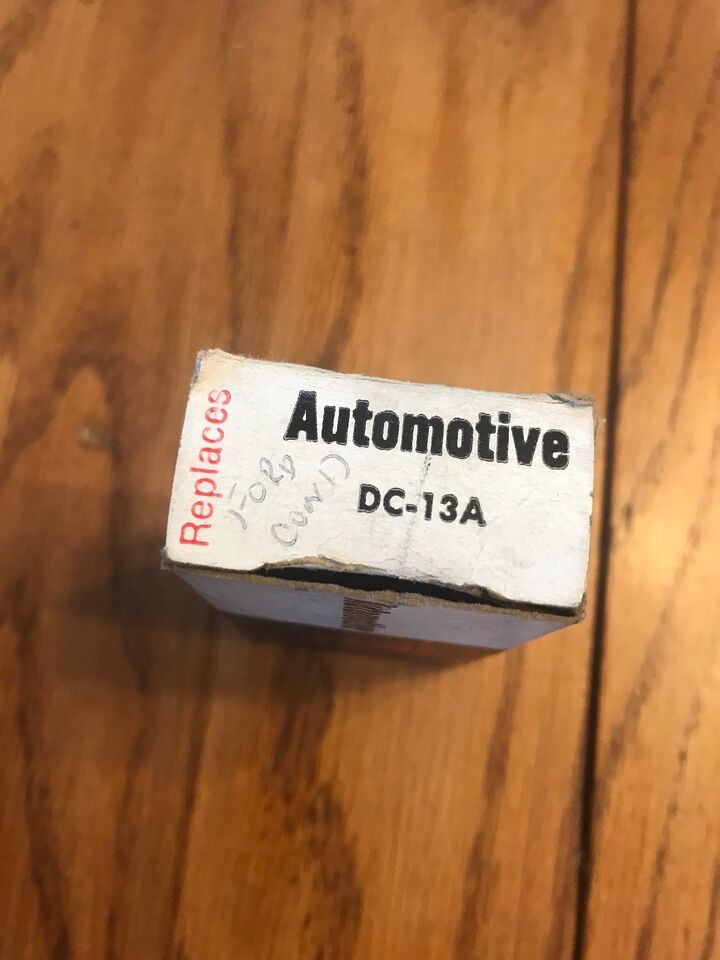 Replaces
Automotive
DC-13A
FORD
COND